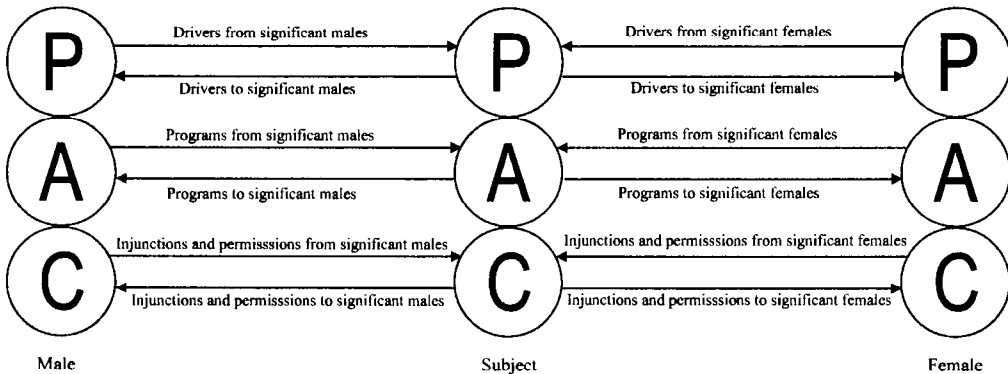 P
P
P
Drivers from significant males
Drivers from significant females
Drivers to significant males
Drivers to significant females
A
A
A
Programs from significant males
Programs from significant females
Programs to significant males
Programs to significant females
C
C
C
Injunctions and permisssions from significant males
Injunctions and permisssions from significant females
Injunctions and permisssions to significant males
Injunctions and permisssions to significant females
Male
Subject
Female